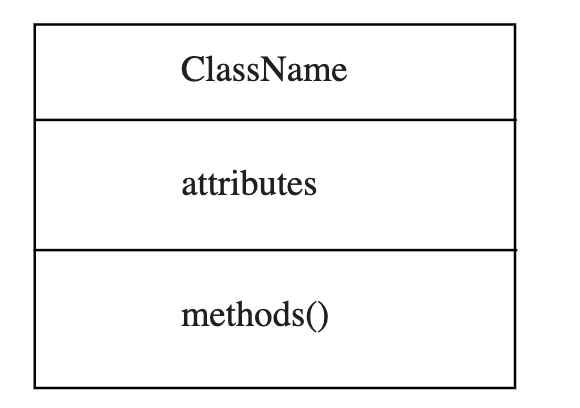 ClassName
attributes
methods()